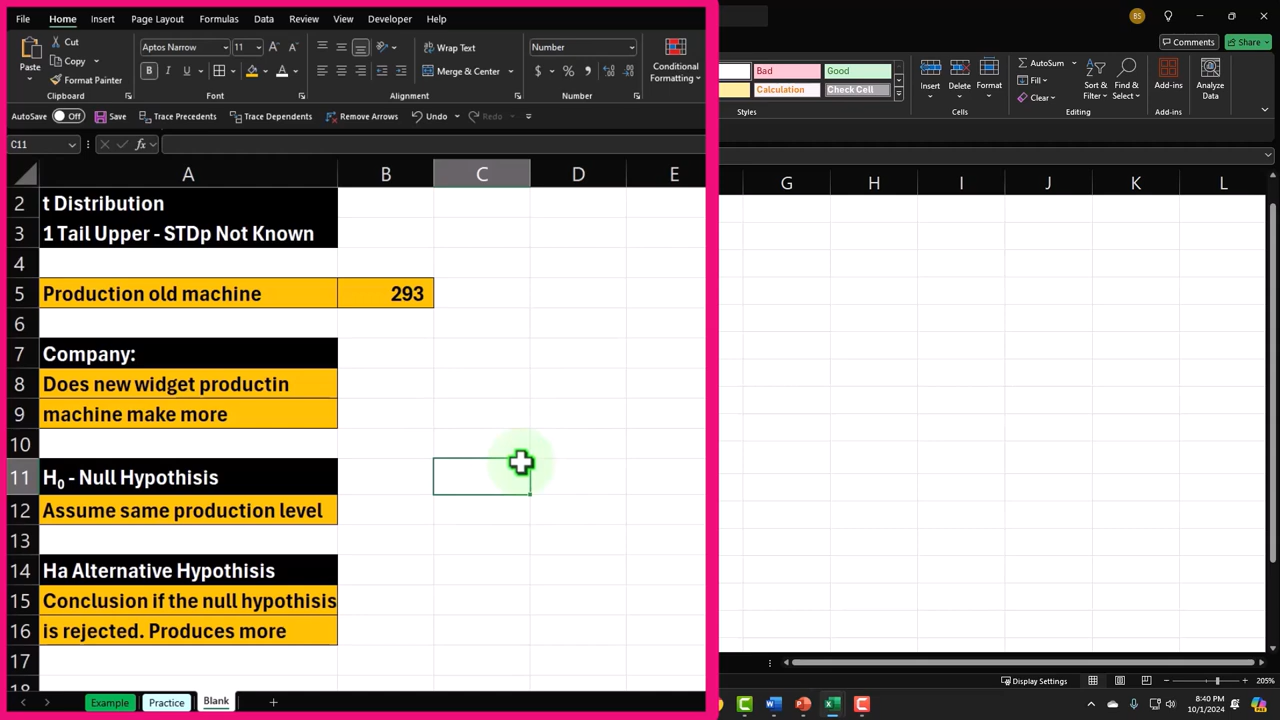 File Home Insert Page Layout Formulas Data Review View Developer Help
BS
Comments Share
Cut
Copy
Format Painter
Paste
Clipboard
Aptos Narrow 11
B I U
Font
Wrap Text
Merge & Center
Alignment
Number
$ %
Number
Conditional
Formatting
Bad Good
Calculation Check Cell
Styles
Insert Delete Format
Cells
AutoSum
Fill
Clear
Sort &
Filter
Find &
Select
Editing
Add-ins
Add-ins
Analyze
Data
AutoSave Off Save Trace Precedents Trace Dependents Remove Arrows Undo Redo
C11 fx
A B C D E G H I J K L
2 t Distribution
3 1 Tail Upper - STDp Not Known
4
5 Production old machine 293
6
7 Company:
8 Does new widget productin
9 machine make more
10
11 H₀ - Null Hypothisis
12 Assume same production level
13
14 Ha Alternative Hypothisis
15 Conclusion if the null hypothisis
16 is rejected. Produces more
17
18
Example Practice Blank
Display Settings 205%
8:40 PM
10/1/2024